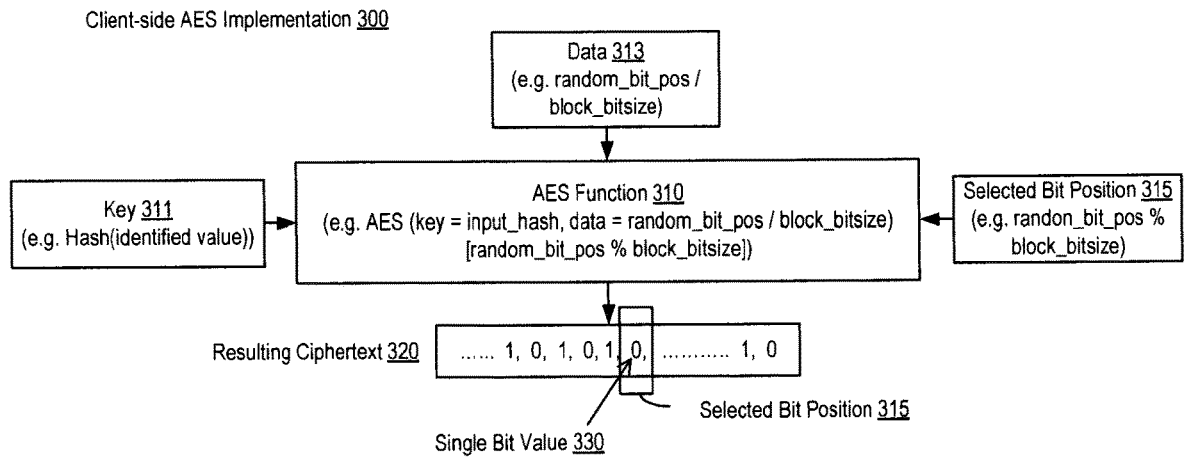 Client-side AES Implementation 300
Data 313
(e.g. random_bit_pos /
block_bitsize)
AES Function 310
(e.g. AES (key = input_hash, data = random_bit_pos / block_bitsize)
[random_bit_pos % block_bitsize])
Key 311
(e.g. Hash(identified value))
Selected Bit Position 315
(e.g. randon_bit_pos %
block_bitsize)
Resulting Ciphertext 320
...... 1, 0, 1, 0, 1, 0, ........... 1, 0
Selected Bit Position 315
Single Bit Value 330